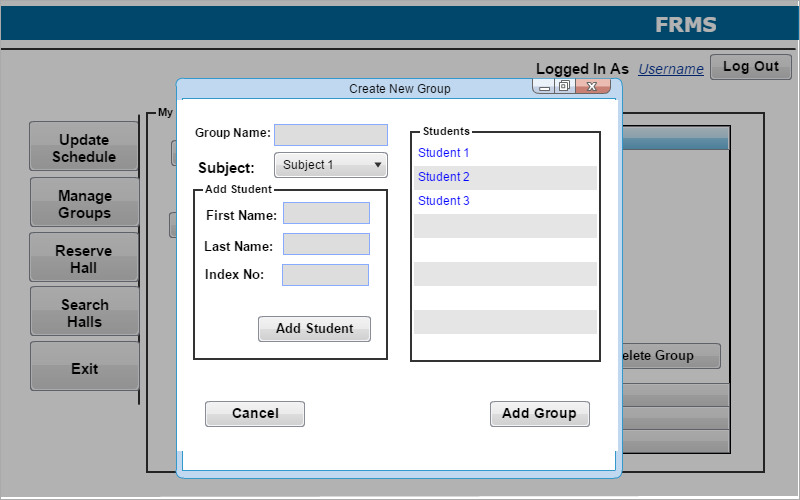 FRMS
Logged In As Username Log Out
Create New Group
My
Update
Schedule
Manage
Groups
Reserve
Hall
Search
Halls
Exit
Group Name:
Subject: Subject 1
Add Student
First Name:
Last Name:
Index No:
Add Student
Students
Student 1
Student 2
Student 3
Group
Cancel
Add Group